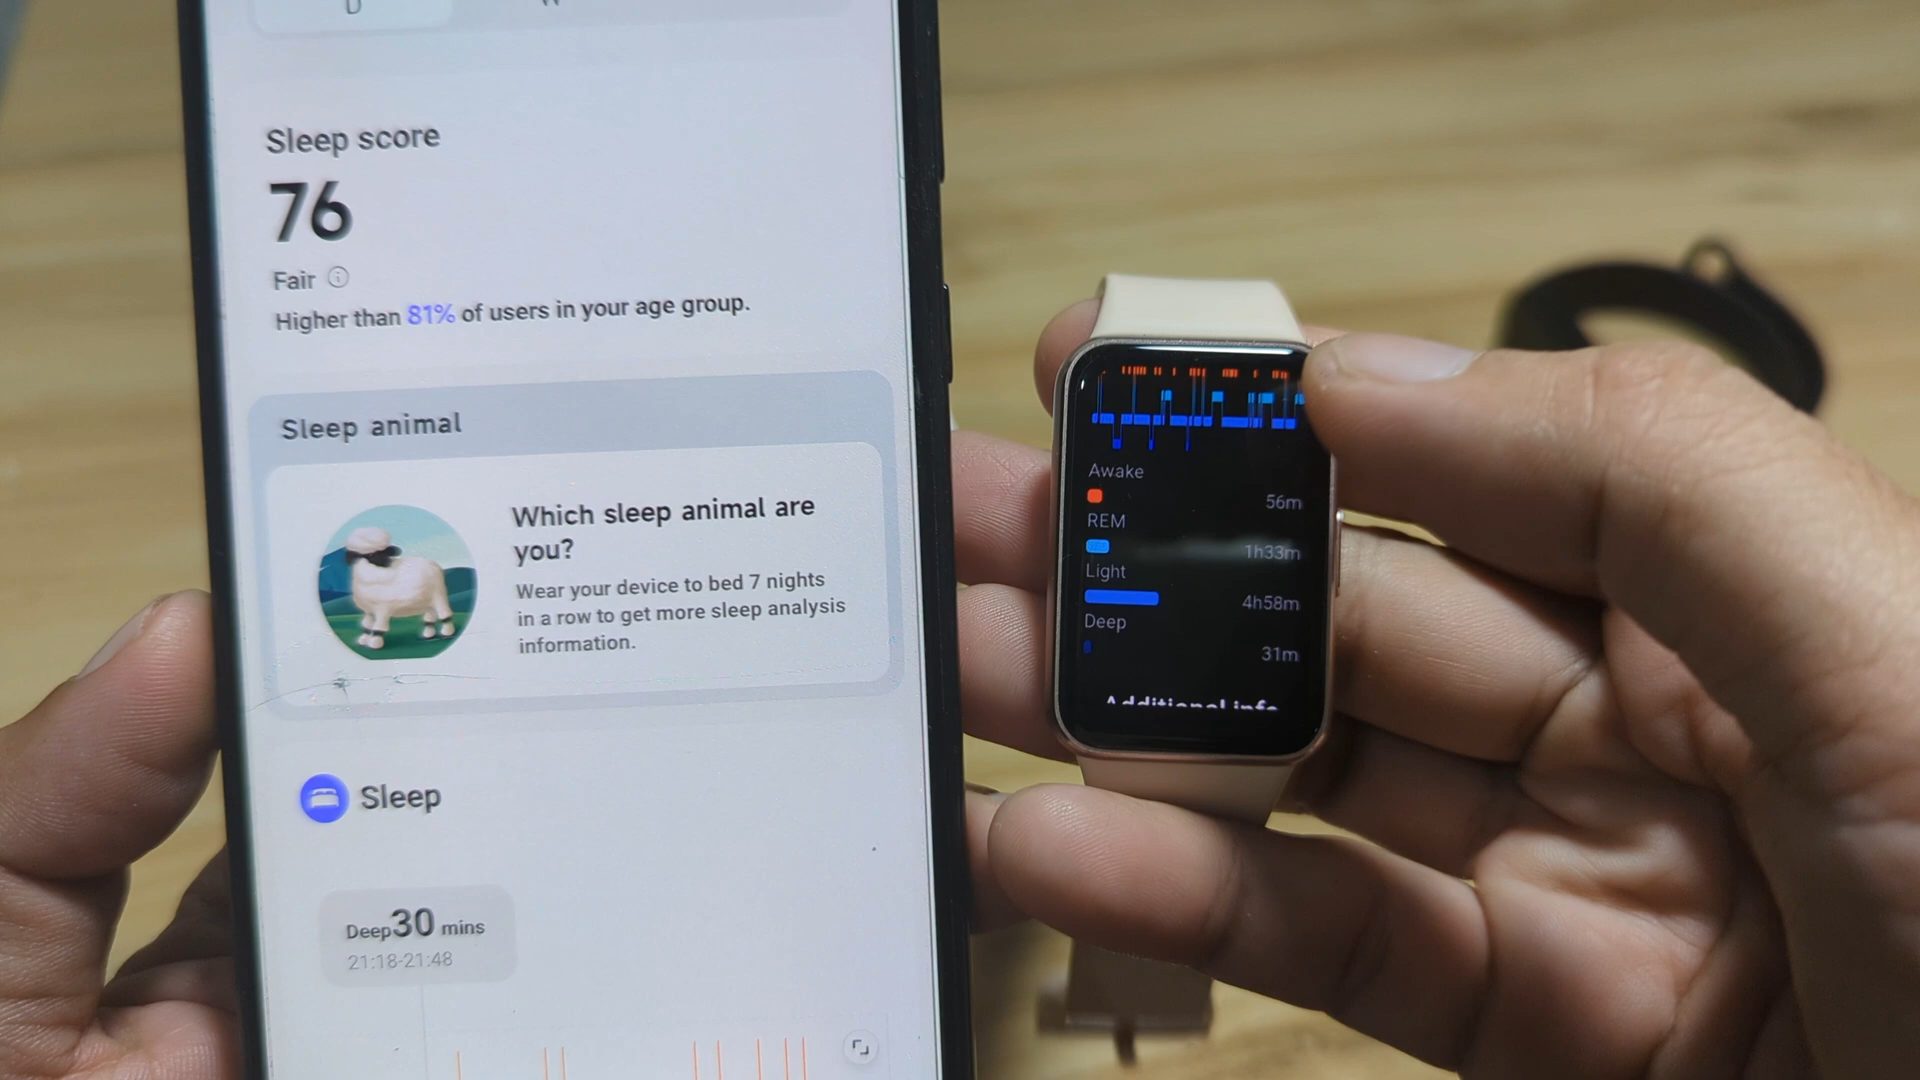 D
Sleep score
76
Fair
Higher than 81% of users in your age group.
Sleep animal
Which sleep animal are
you?
Wear your device to bed 7 nights
in a row to get more sleep analysis
information.
Sleep
Deep 30 mins
21:18-21:48
Awake
56m
REM
1h33m
Light
4h58m
Deep
31m
Additional info